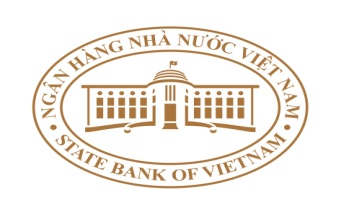 NGÂN HÀNG NHÀ NƯỚC VIỆT NAM
STATE BANK OF VIETNAM